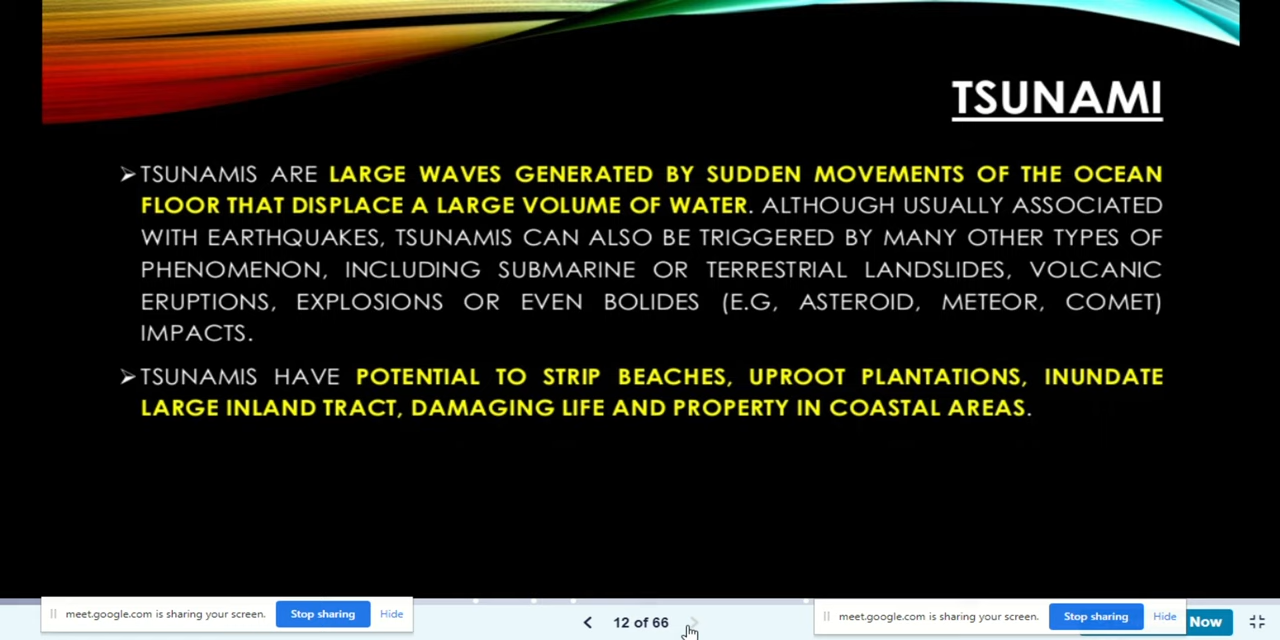 TSUNAMI
➢TSUNAMIS ARE LARGE WAVES GENERATED BY SUDDEN MOVEMENTS OF THE OCEAN
FLOOR THAT DISPLACE A LARGE VOLUME OF WATER. ALTHOUGH USUALLY ASSOCIATED
WITH EARTHQUAKES, TSUNAMIS CAN ALSO BE TRIGGERED BY MANY OTHER TYPES OF
PHENOMENON, INCLUDING SUBMARINE OR TERRESTRIAL LANDSLIDES, VOLCANIC
ERUPTIONS, EXPLOSIONS OR EVEN BOLIDES (E.G, ASTEROID, METEOR, COMET)
IMPACTS.
➢TSUNAMIS HAVE POTENTIAL TO STRIP BEACHES, UPROOT PLANTATIONS, INUNDATE
LARGE INLAND TRACT, DAMAGING LIFE AND PROPERTY IN COASTAL AREAS.
meet.google.com is sharing your screen. Stop sharing Hide
12 of 66
meet.google.com is sharing your screen. Stop sharing Hide
Now